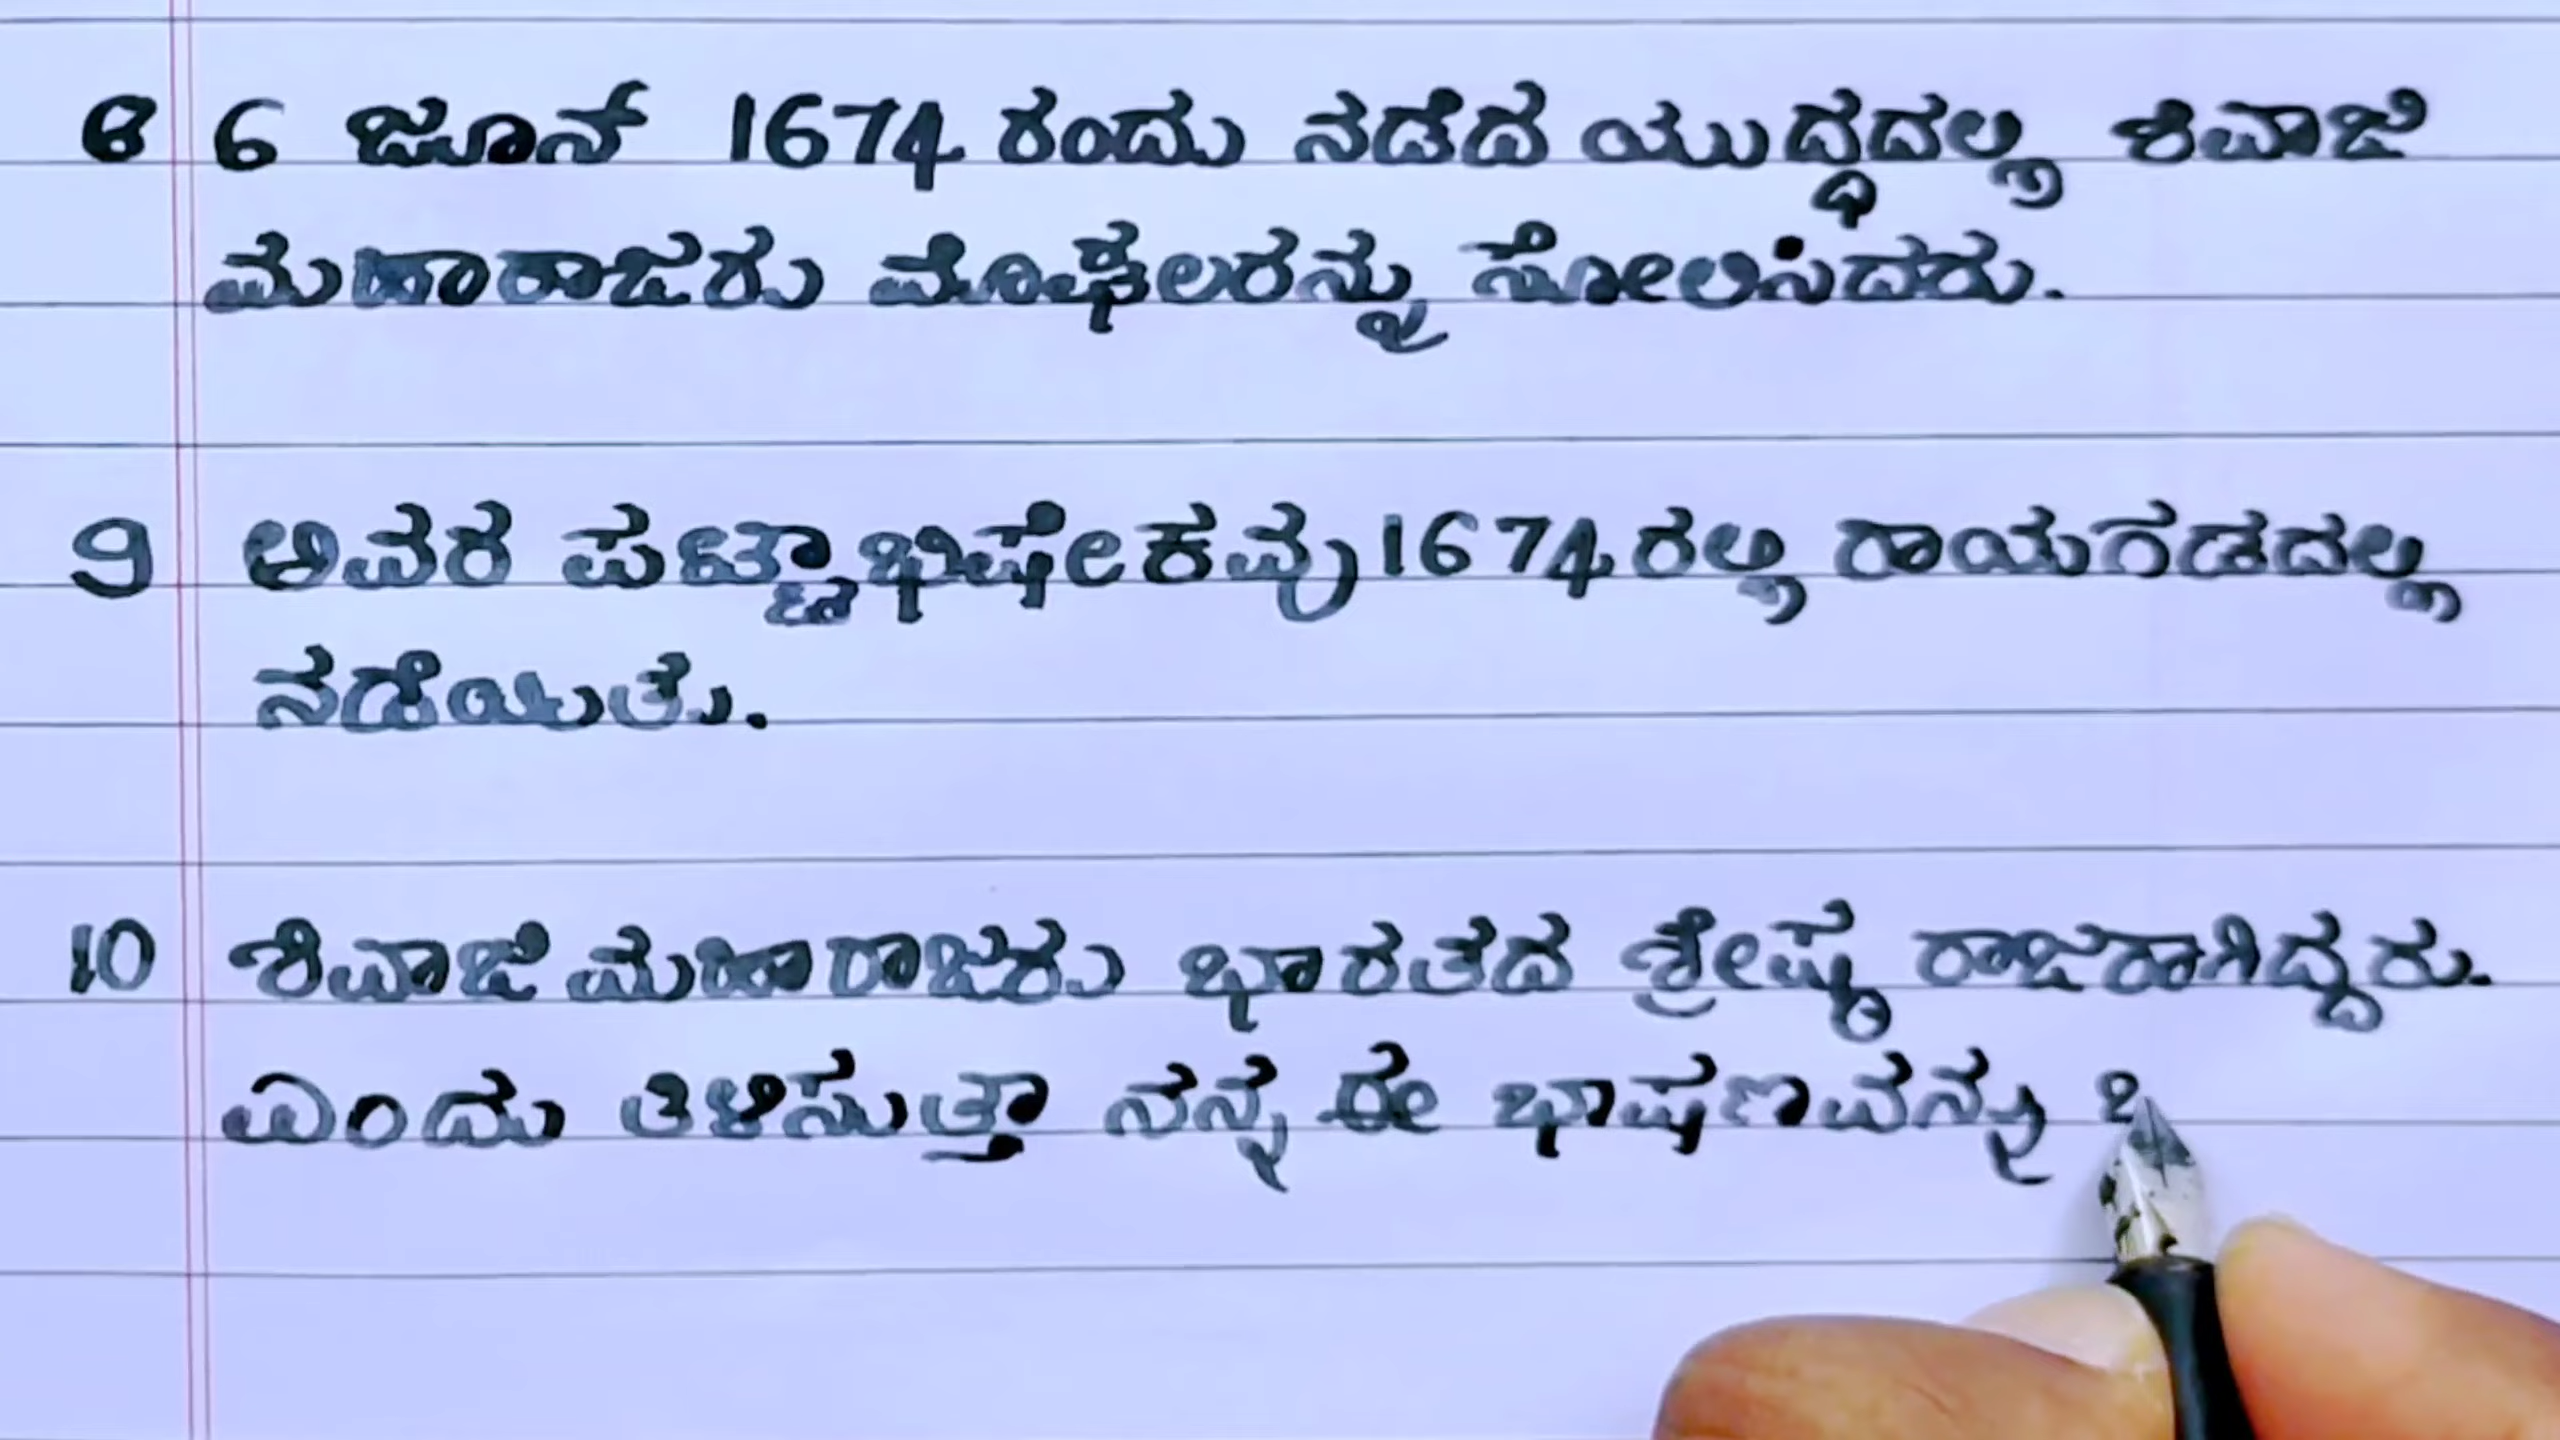 8 6 ಜೂನ್ 1674 ರಂದು ನಡೆದ ಯುದ್ಧದಲ್ಲಿ ಶಿವಾಜಿ
ಮಹಾರಾಜರು ಮೊಘಲರನ್ನು ಸೋಲಿಸಿದರು.
9 ಅವರ ಪಟ್ಟಾಭಿಷೇಕವು 1674 ರಲ್ಲಿ ರಾಯಗಡದಲ್ಲಿ
ನಡೆಯಿತು.
10 ಶಿವಾಜಿ ಮಹಾರಾಜರು ಭಾರತದ ಶ್ರೇಷ್ಠ ರಾಜರಾಗಿದ್ದರು.
ಎಂದು ತಿಳಿಸುತ್ತಾ ನನ್ನ ಈ ಭಾಷಣವನ್ನು